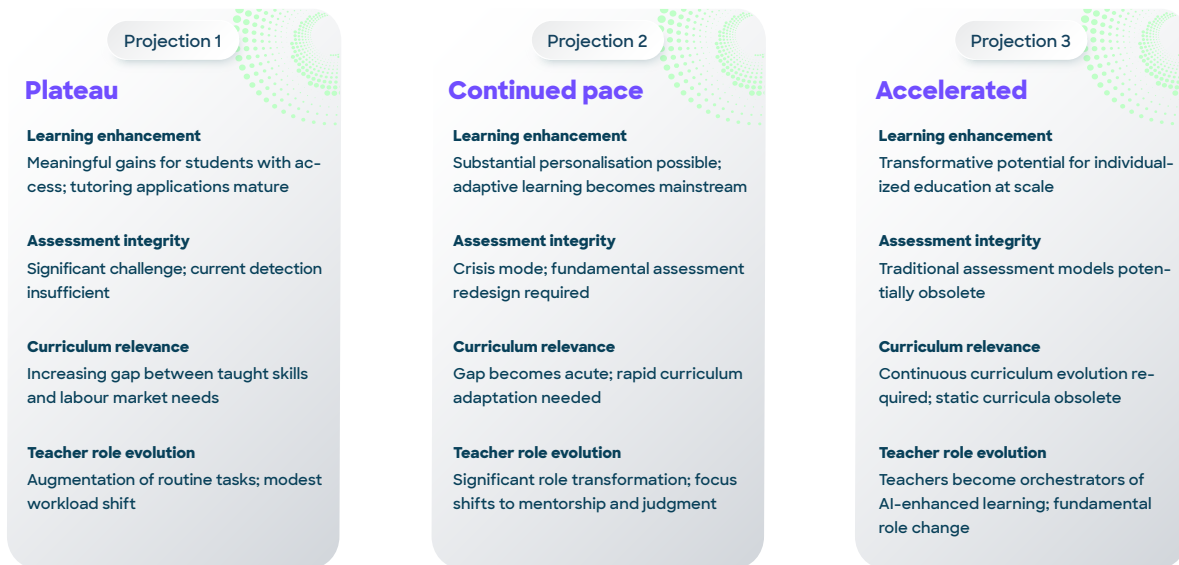 Projection 1
Plateau
Learning enhancement
Meaningful gains for students with ac-
cess; tutoring applications mature
Assessment integrity
Significant challenge; current detection
insufficient
Curriculum relevance
Increasing gap between taught skills
and labour market needs
Teacher role evolution
Augmentation of routine tasks; modest
workload shift
Projection 2
Continued pace
Learning enhancement
Substantial personalisation possible;
adaptive learning becomes mainstream
Assessment integrity
Crisis mode; fundamental assessment
redesign required
Curriculum relevance
Gap becomes acute; rapid curriculum
adaptation needed
Teacher role evolution
Significant role transformation; focus
shifts to mentorship and judgment
Projection 3
Accelerated
Learning enhancement
Transformative potential for individual-
ized education at scale
Assessment integrity
Traditional assessment models poten-
tially obsolete
Curriculum relevance
Continuous curriculum evolution re-
quired; static curricula obsolete
Teacher role evolution
Teachers become orchestrators of
AI-enhanced learning; fundamental
role change